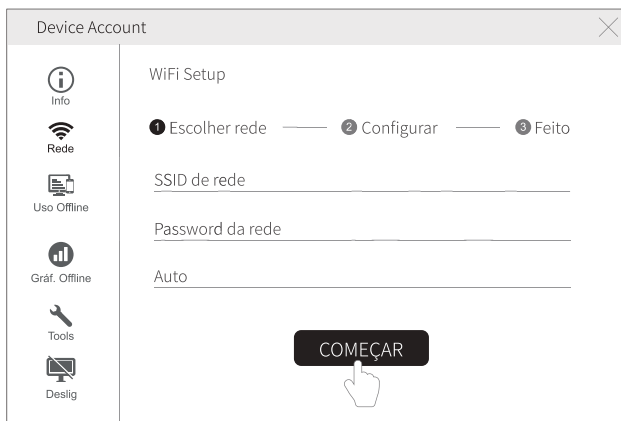 Device Account
Info
Rede
Uso Offline
Gráf. Offline
Tools
Deslig
WiFi Setup
1 Escolher rede 2 Configurar 3 Feito
SSID de rede
Password da rede
Auto
COMEÇAR